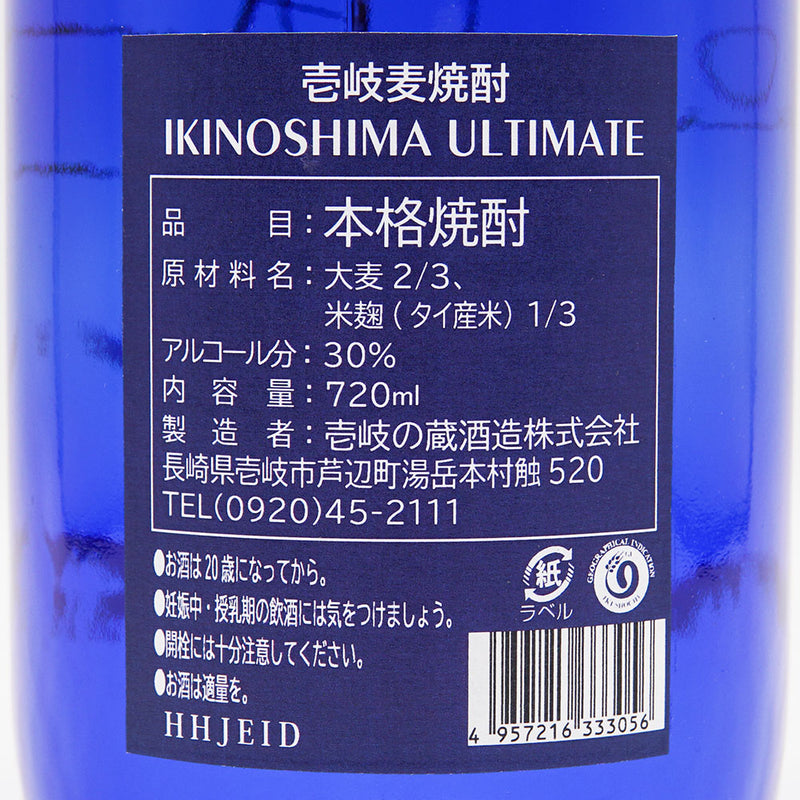 壱岐麦焼酎
IKINOSHIMA ULTIMATE
品目：本格焼酎
原材料名：大麦 2/3、
米麹 ( タイ産米) 1/3
アルコール分：30%
内容量：720ml
製造者：壱岐の蔵酒造株式会社
長崎県壱岐市芦辺町湯岳本村触 520
TEL(0920)45-2111
●お酒は20歳になってから。
●妊娠中・授乳期の飲酒には気をつけましょう。
●開栓には十分注意してください。
●お酒は適量を。
HHJEID
紙
ラベル
GEOGRAPHICAL INDICATION
IKI SHOCHU
4 957216 333056